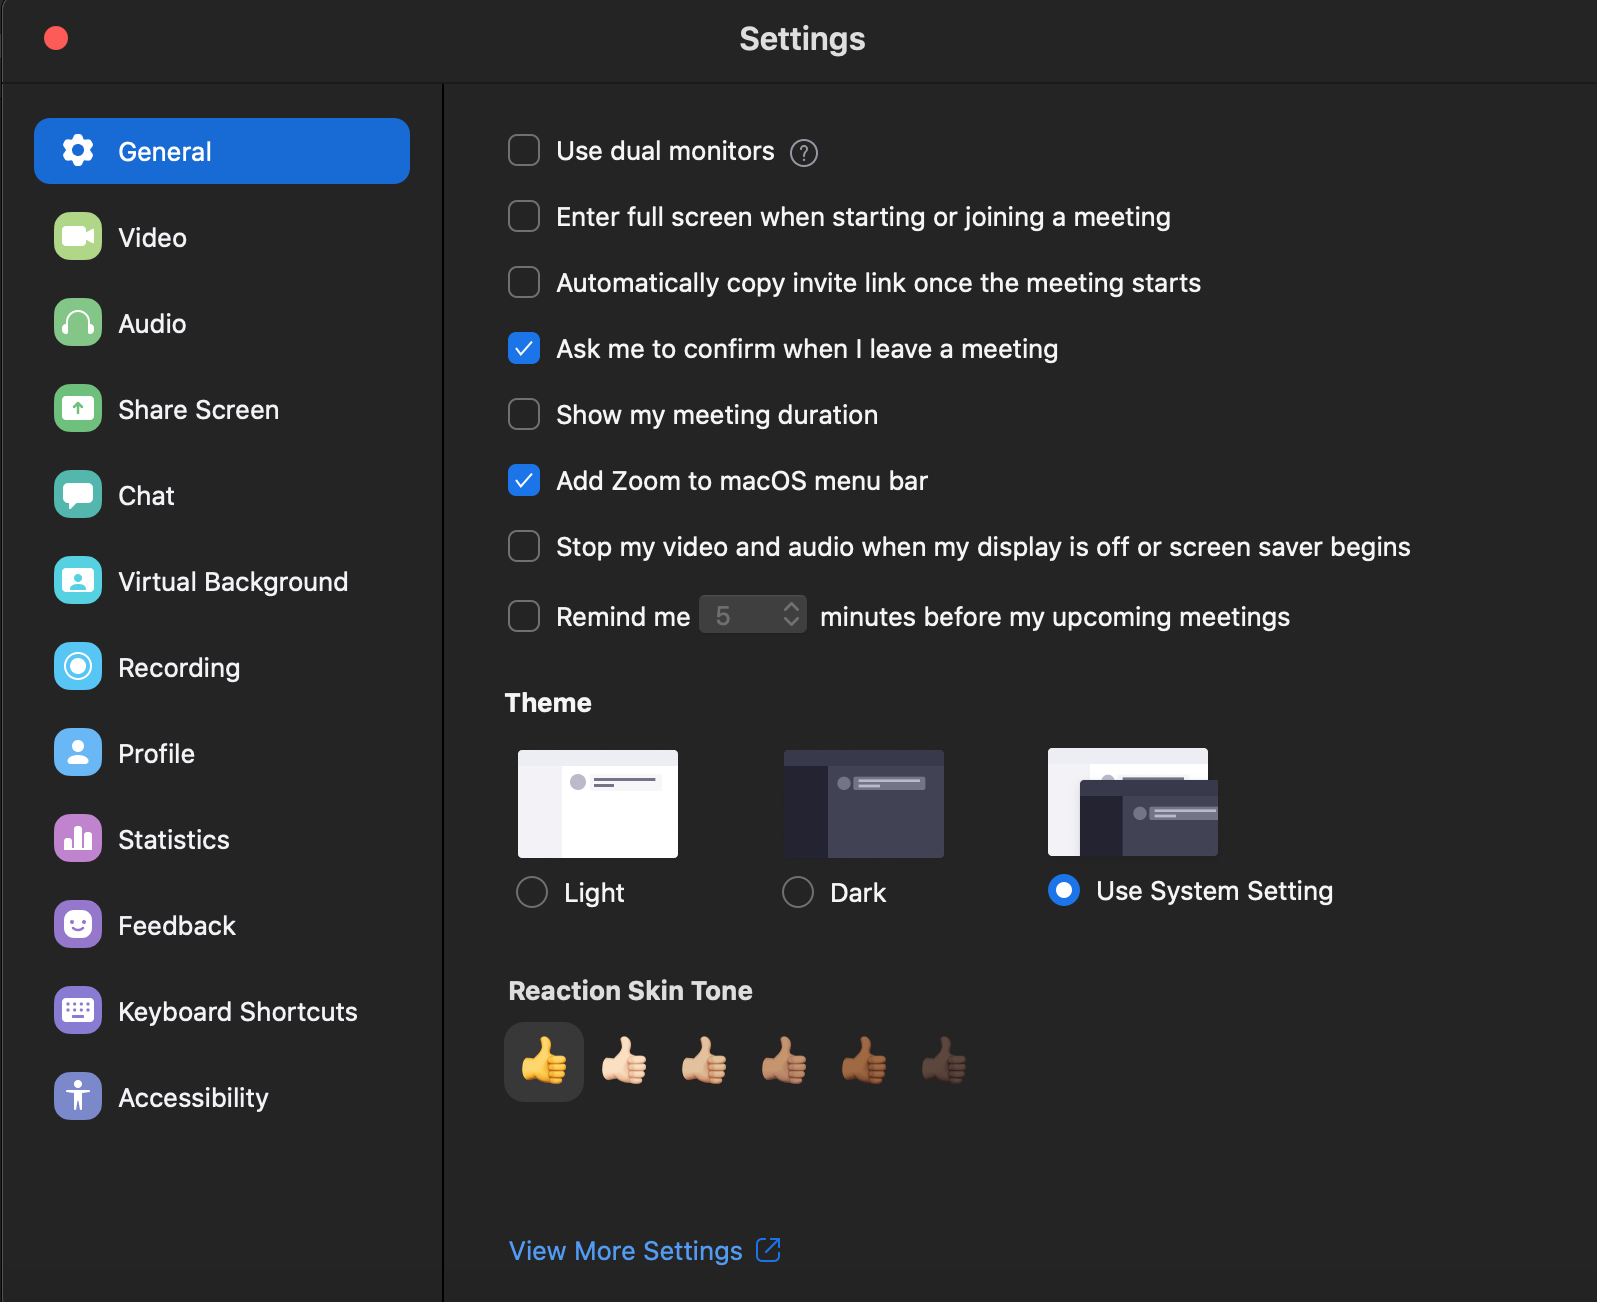 Settings
General
Video
Audio
Share Screen
Chat
Virtual Background
Recording
Profile
Statistics
Feedback
Keyboard Shortcuts
Accessibility
Use dual monitors ?
Enter full screen when starting or joining a meeting
Automatically copy invite link once the meeting starts
Ask me to confirm when I leave a meeting
Show my meeting duration
Add Zoom to macOS menu bar
Stop my video and audio when my display is off or screen saver begins
Remind me 5 minutes before my upcoming meetings
Theme
Light Dark Use System Setting
Reaction Skin Tone
View More Settings